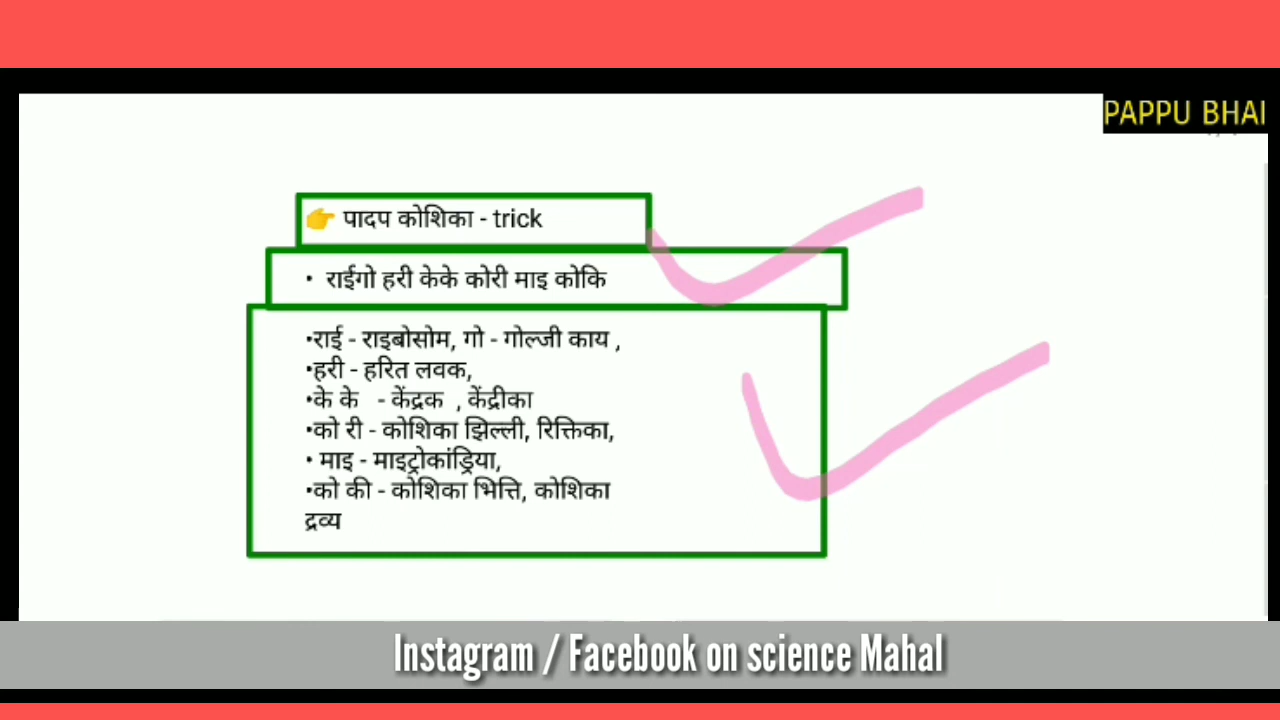 PAPPU BHAI
👉 पादप कोशिका - trick
• राईगो हरी केके कोरी माइ कोकि
•राई - राइबोसोम, गो - गोल्जी काय ,
•हरी - हरित लवक,
•के के - केंद्रक , केंद्रीका
•को री - कोशिका झिल्ली, रिक्तिका,
• माइ - माइट्रोकांड्रिया,
•को की - कोशिका भित्ति, कोशिका
द्रव्य
Instagram / Facebook on science Mahal